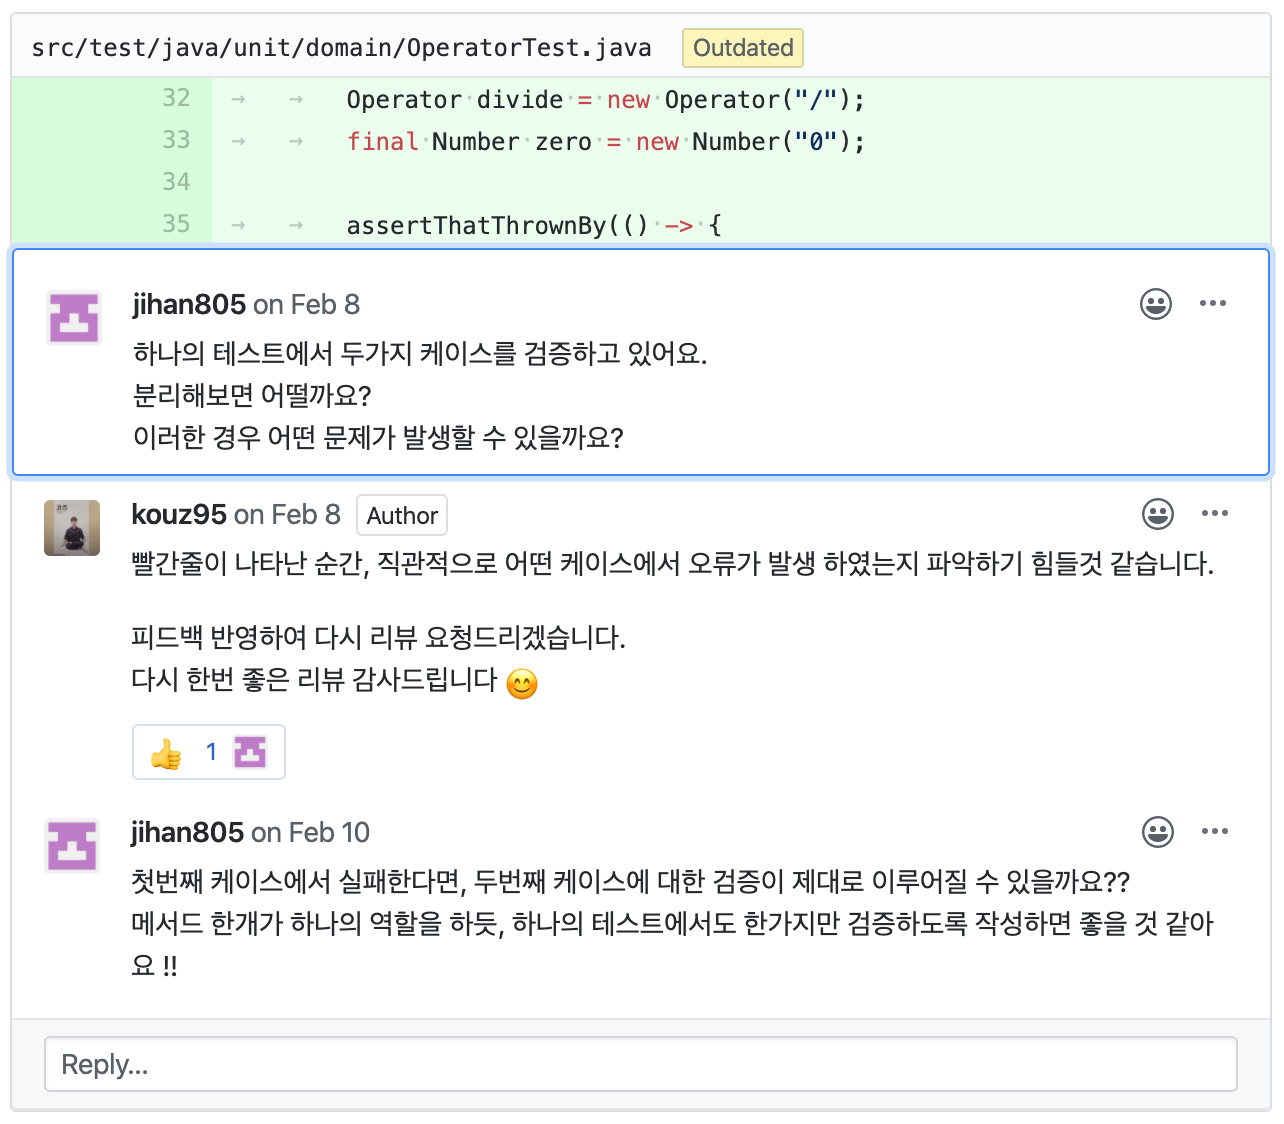 src/test/java/unit/domain/OperatorTest.java Outdated
32 → → Operator divide = new Operator("/");
33 → → final Number zero = new Number("0");
34
35 → → assertThatThrownBy(() -> {
jihan805 on Feb 8
하나의 테스트에서 두가지 케이스를 검증하고 있어요.
분리해보면 어떨까요?
이러한 경우 어떤 문제가 발생할 수 있을까요?
kouz95 on Feb 8 Author
빨간줄이 나타난 순간, 직관적으로 어떤 케이스에서 오류가 발생 하였는지 파악하기 힘들것 같습니다.
피드백 반영하여 다시 리뷰 요청드리겠습니다.
다시 한번 좋은 리뷰 감사드립니다 😊
👍 1
jihan805 on Feb 10
첫번째 케이스에서 실패한다면, 두번째 케이스에 대한 검증이 제대로 이루어질 수 있을까요??
메서드 한개가 하나의 역할을 하듯, 하나의 테스트에서도 한가지만 검증하도록 작성하면 좋을 것 같아
요 !!
Reply...